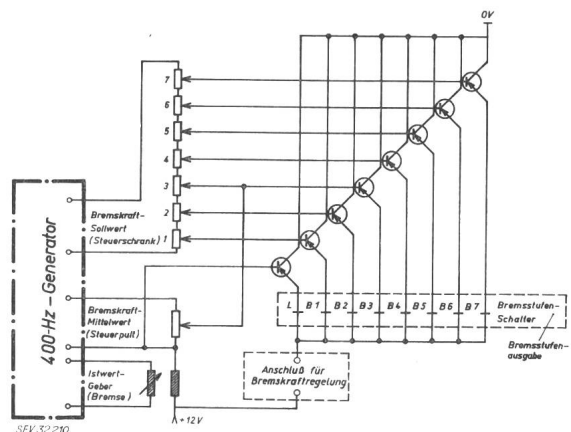 0V
7
6
5
4
3
2
1
400-Hz-Generator
Bremskraft-
Sollwert
(Steuerschrank)
Bremskraft-
Mittelwert
(Steuerpult)
Istwert-
Geber
(Bremse)
L B1 B2 B3 B4 B5 B6 B7
Bremsstufen-
Schalter
Bremsstufen-
ausgabe
Anschluß für
Bremskraftregelung
+12V
SEV 32 210